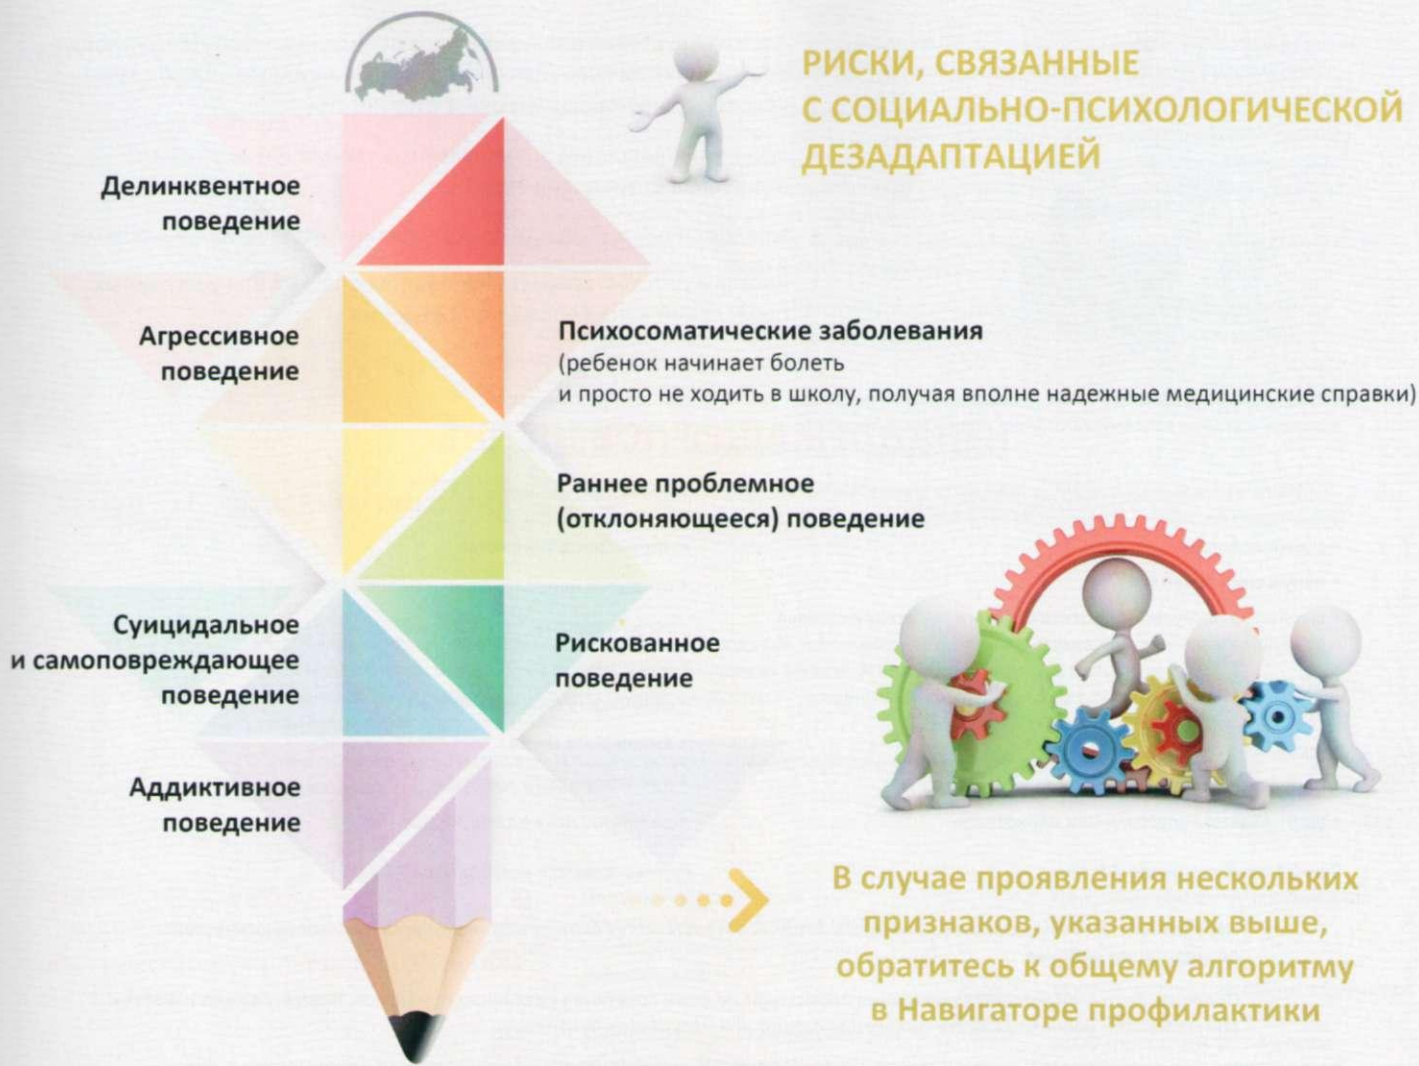 РИСКИ, СВЯЗАННЫЕ
С СОЦИАЛЬНО-ПСИХОЛОГИЧЕСКОЙ
ДЕЗАДАПТАЦИЕЙ
Делинквентное
поведение
Агрессивное
поведение
Психосоматические заболевания
(ребенок начинает болеть
и просто не ходить в школу, получая вполне надежные медицинские справки)
Раннее проблемное
(отклоняющееся) поведение
Суицидальное
и самоповреждающее
поведение
Рискованное
поведение
Аддиктивное
поведение
В случае проявления нескольких
признаков, указанных выше,
обратитесь к общему алгоритму
в Навигаторе профилактики